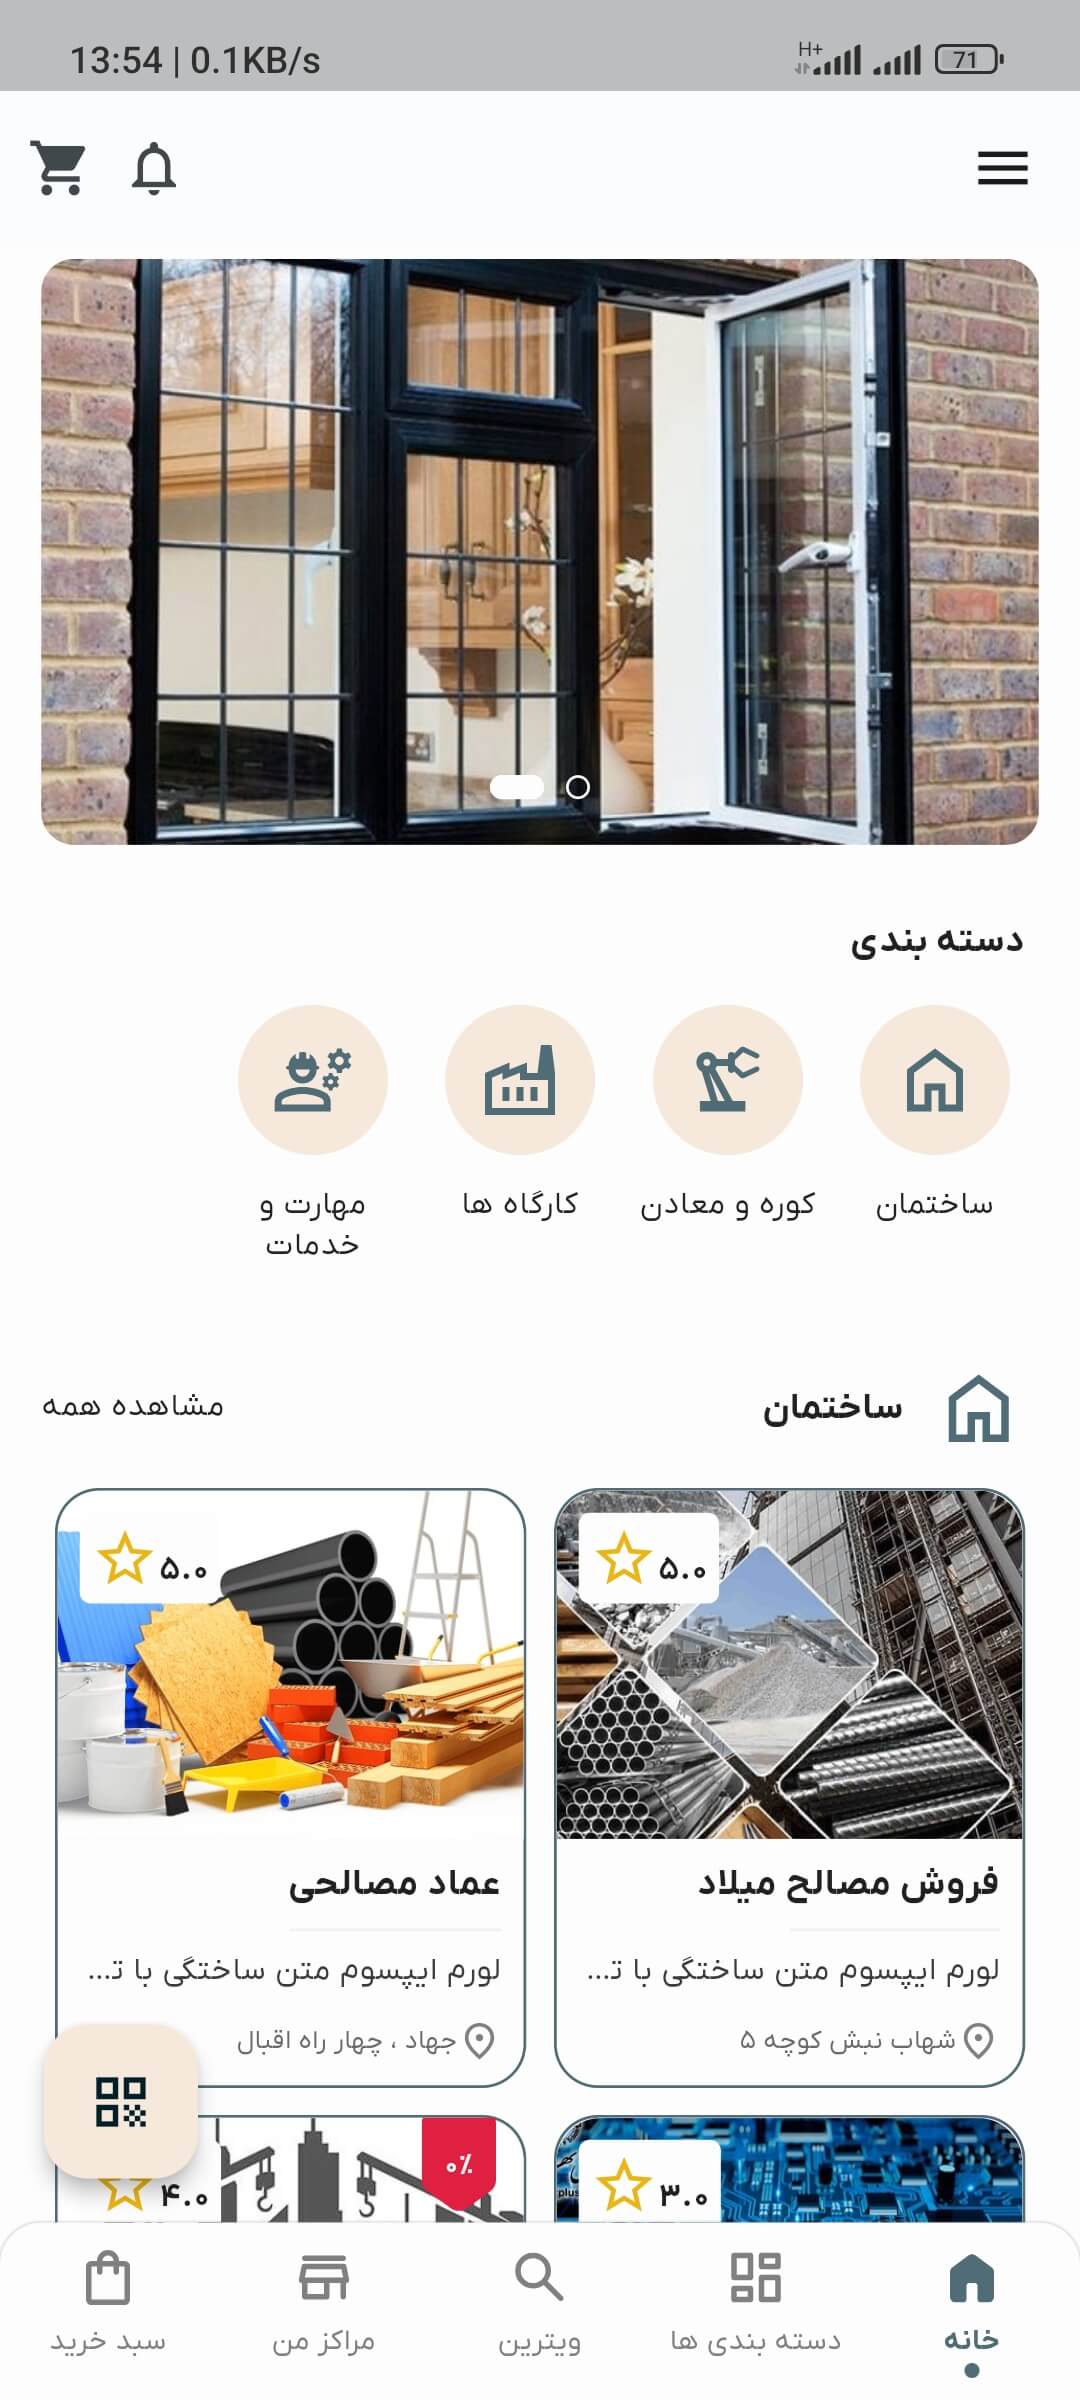 13:54 | 0.1KB/s
H+
71
دسته بندی
ساختمان
کوره و معادن
کارگاه ها
مهارت و
خدمات
ساختمان
مشاهده همه
۵.۰
۵.۰
فروش مصالح میلاد
عماد مصالحی
لورم ایپسوم متن ساختگی با تـ...
لورم ایپسوم متن ساختگی با تـ...
شهاب نبش کوچه ۵
جهاد ، چهار راه اقبال
plus
۳.۰
۰٪
۴.۰
خانه
دسته بندی ها
ویترین
مراکز من
سبد خرید